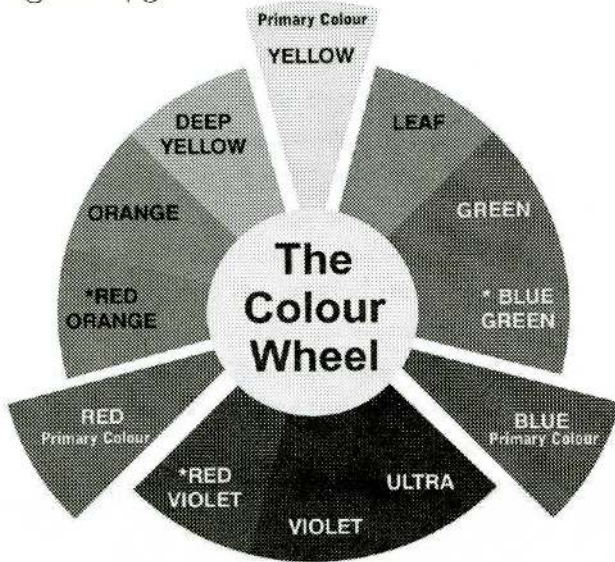 Primary Colour
YELLOW
DEEP
YELLOW
LEAF
ORANGE
GREEN
*RED
ORANGE
* BLUE
GREEN
The
Colour
Wheel
RED
Primary Colour
BLUE
Primary Colour
*RED
VIOLET
ULTRA
VIOLET